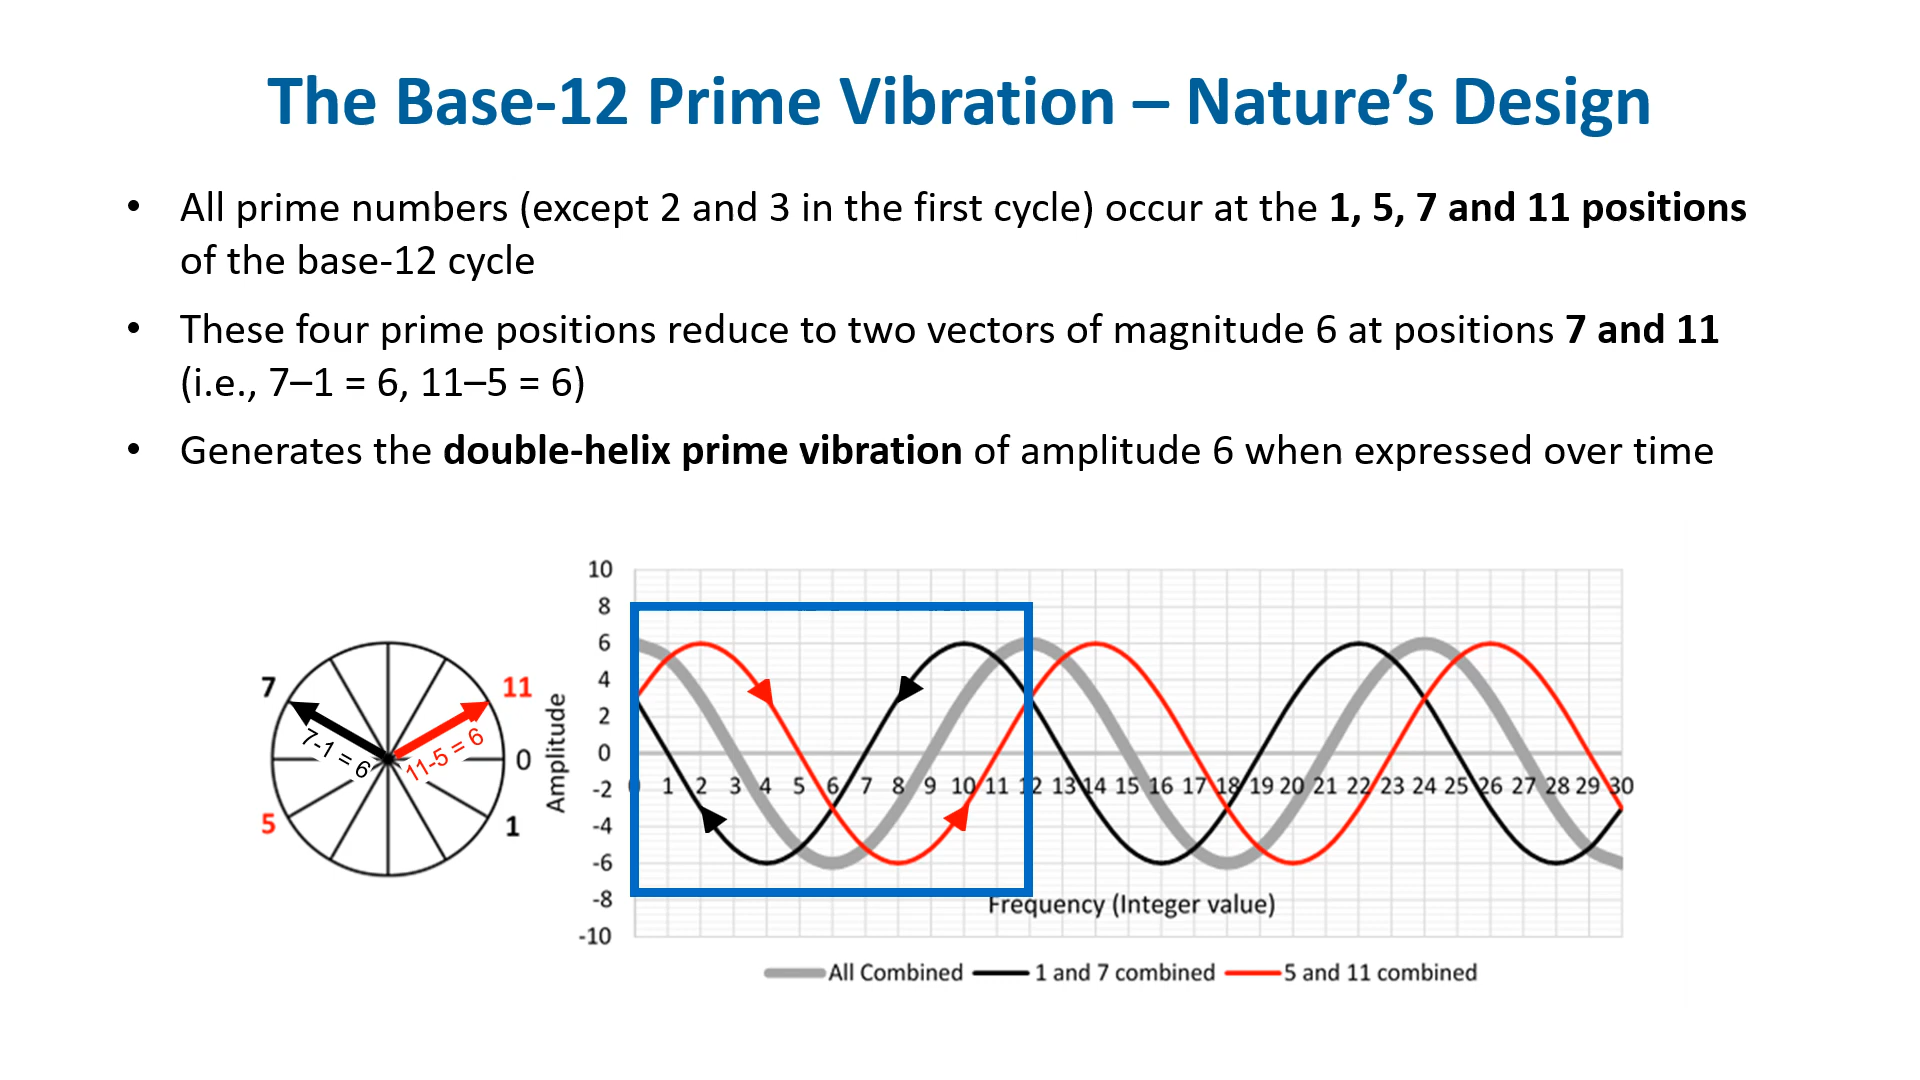 The Base-12 Prime Vibration – Nature’s Design
• All prime numbers (except 2 and 3 in the first cycle) occur at the 1, 5, 7 and 11 positions
of the base-12 cycle
• These four prime positions reduce to two vectors of magnitude 6 at positions 7 and 11
(i.e., 7–1 = 6, 11–5 = 6)
• Generates the double-helix prime vibration of amplitude 6 when expressed over time
7
11
7-1 = 6
11-5 = 6
0
5
1
Amplitude
10
8
6
4
2
0
-2
-4
-6
-8
-10
0 1 2 3 4 5 6 7 8 9 10 11 12 13 14 15 16 17 18 19 20 21 22 23 24 25 26 27 28 29 30
Frequency (Integer value)
All Combined 1 and 7 combined 5 and 11 combined